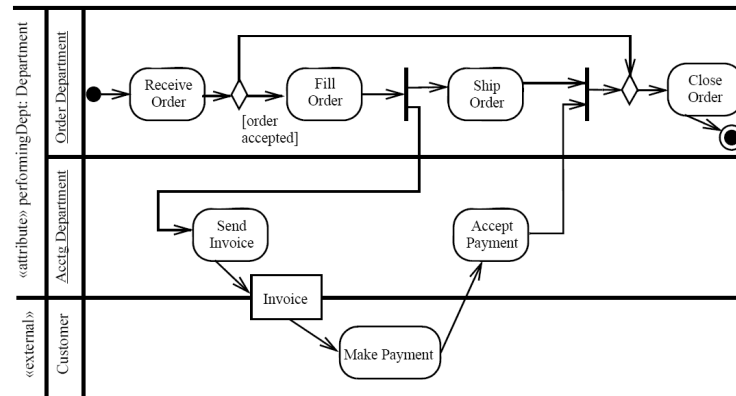 «attribute» performingDept: Department
Order Department
Receive
Order
[order
accepted]
Fill
Order
Ship
Order
Close
Order
Acctg Department
Send
Invoice
Invoice
Accept
Payment
«external»
Customer
Make Payment